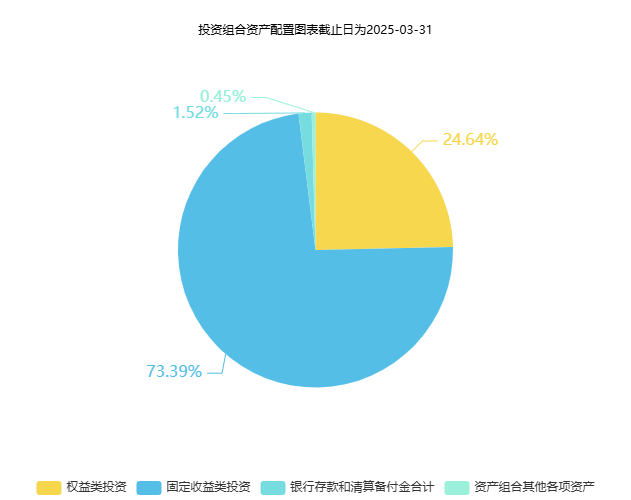 投资组合资产配置图表截止日为2025-03-31
0.45%
1.52%
24.64%
73.39%
权益类投资 固定收益类投资 银行存款和清算备付金合计 资产组合其他各项资产